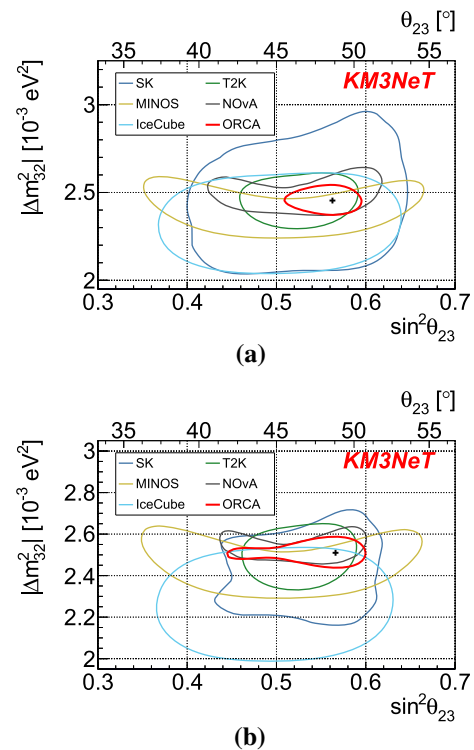 θ23 [°]
35 40 45 50 55
KM3NeT
SK T2K
MINOS NOvA
IceCube ORCA
|Δm²32| [10⁻³ eV²]
3
2.5
2
0.3 0.4 0.5 0.6 0.7
sin²θ23
(a)
θ23 [°]
35 40 45 50 55
KM3NeT
SK T2K
MINOS NOvA
IceCube ORCA
|Δm²32| [10⁻³ eV²]
3
2.8
2.6
2.4
2.2
2
0.3 0.4 0.5 0.6 0.7
sin²θ23
(b)